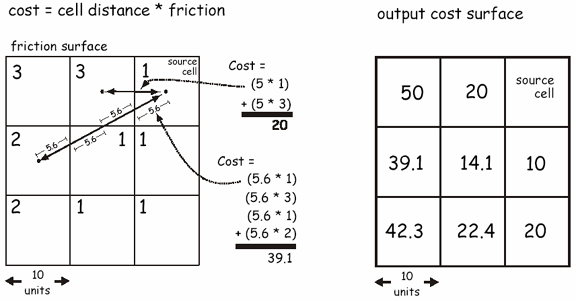 cost = cell distance * friction
friction surface
3 3 1 source
cell
5.6 5.6
5.6 5.6
2 1 1
2 1 1
10
units
Cost =
(5 * 1)
+ (5 * 3)
20
Cost =
(5.6 * 1)
(5.6 * 3)
(5.6 * 1)
+ (5.6 * 2)
39.1
output cost surface
50 20 source
cell
39.1 14.1 10
42.3 22.4 20
10
units